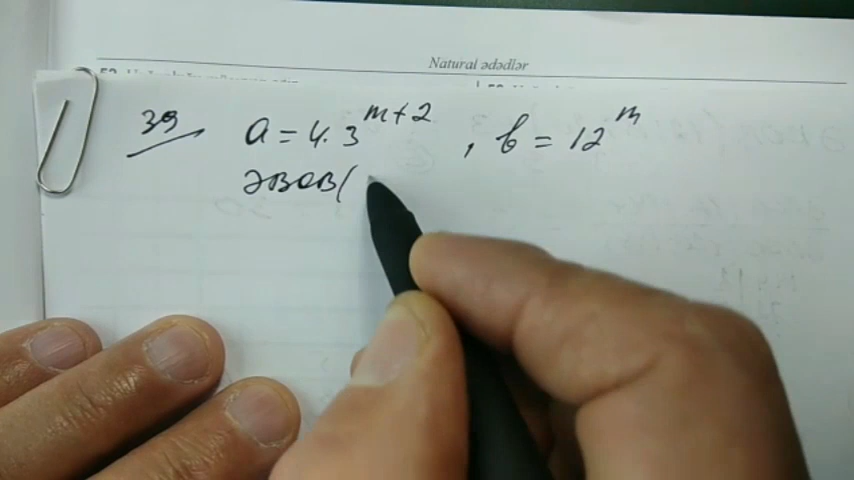 Natural ədədlər
39 a = 4.3^{m+2}, b = 12^m
ƏBOB(